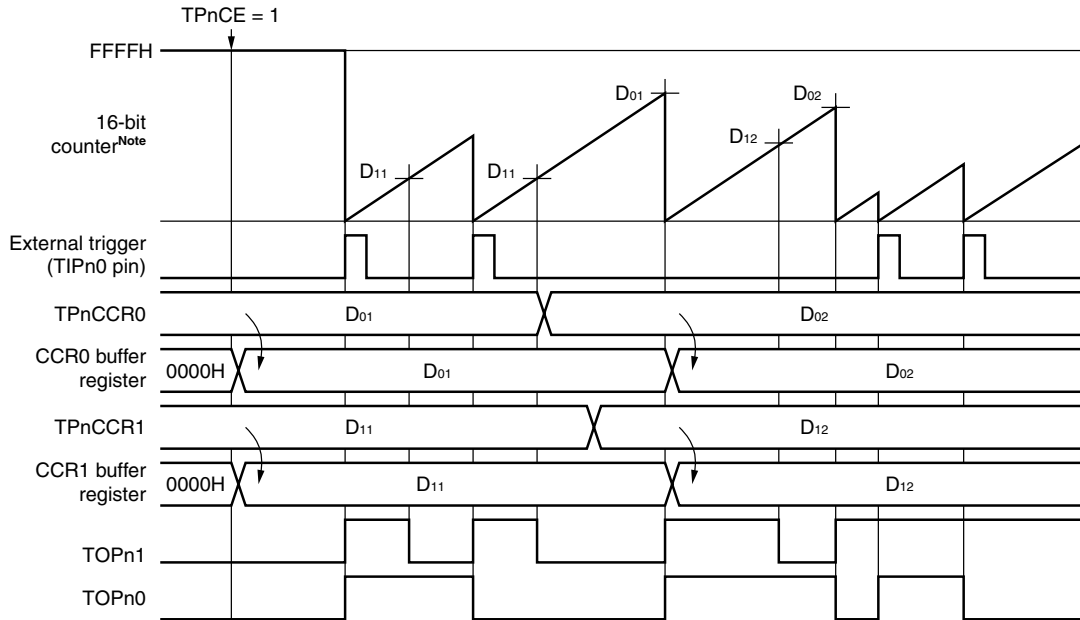 TPnCE = 1
FFFFH
16-bit
counterNote
D11
D11
D01
D12
D02
External trigger
(TIPn0 pin)
TPnCCR0
D01
D02
CCR0 buffer
register
0000H
D01
D02
TPnCCR1
D11
D12
CCR1 buffer
register
0000H
D11
D12
TOPn1
TOPn0